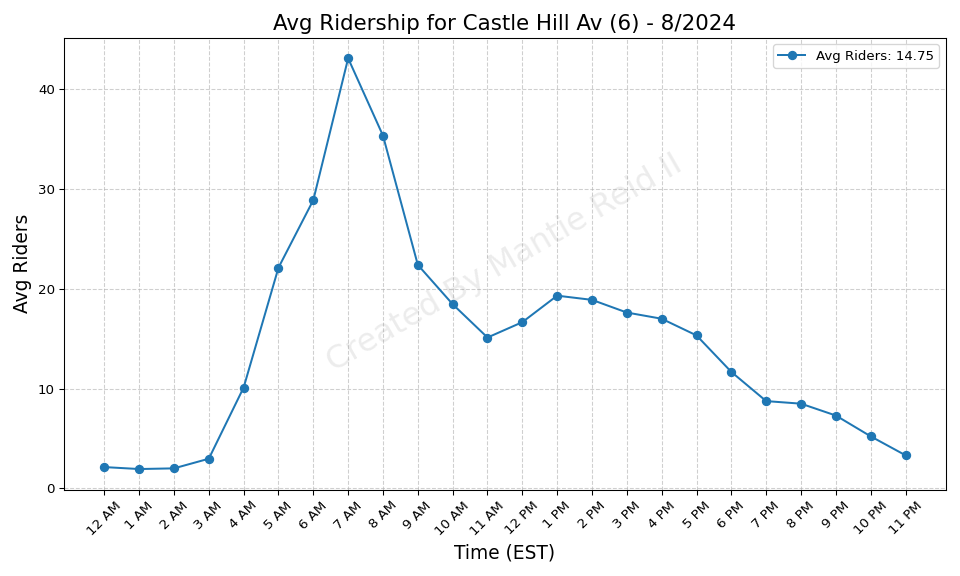 Avg Ridership for Castle Hill Av (6) - 8/2024
Avg Riders: 14.75
Avg Riders
40
30
20
10
0
Created By Mantie Reid II
12 AM
1 AM
2 AM
3 AM
4 AM
5 AM
6 AM
7 AM
8 AM
9 AM
10 AM
11 AM
12 PM
1 PM
2 PM
3 PM
4 PM
5 PM
6 PM
7 PM
8 PM
9 PM
10 PM
11 PM
Time (EST)